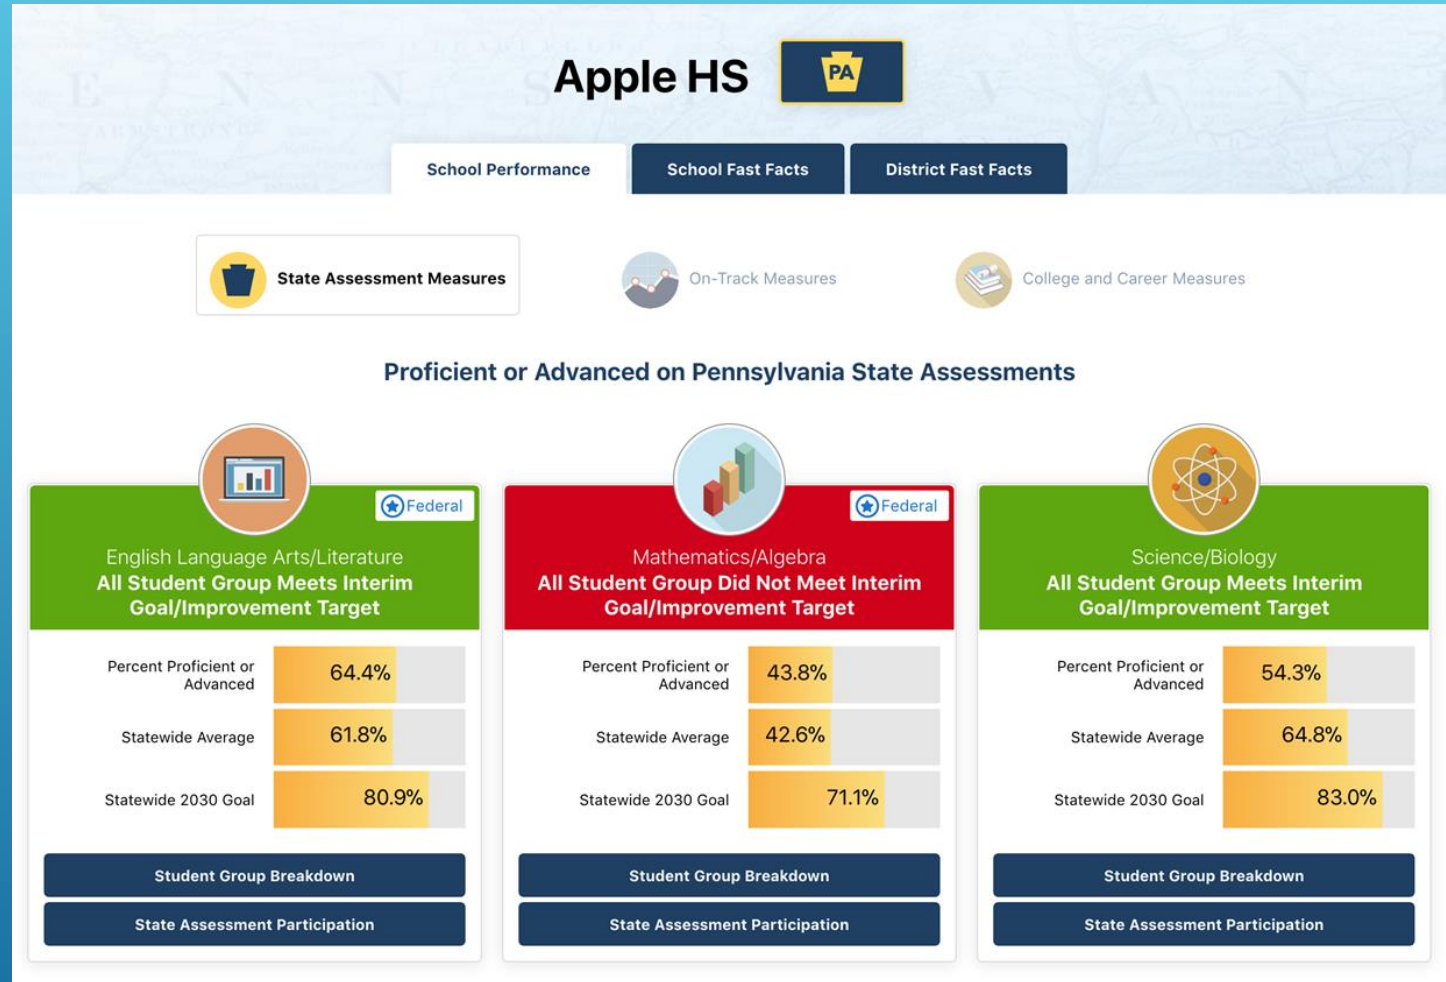 Apple HS
PA
School Performance
School Fast Facts
District Fast Facts
State Assessment Measures
On-Track Measures
College and Career Measures
Proficient or Advanced on Pennsylvania State Assessments
Federal
English Language Arts/Literature
All Student Group Meets Interim
Goal/Improvement Target
Percent Proficient or
Advanced
64.4%
Statewide Average
61.8%
Statewide 2030 Goal
80.9%
Student Group Breakdown
State Assessment Participation
Federal
Mathematics/Algebra
All Student Group Did Not Meet Interim
Goal/Improvement Target
Percent Proficient or
Advanced
43.8%
Statewide Average
42.6%
Statewide 2030 Goal
71.1%
Student Group Breakdown
State Assessment Participation
Science/Biology
All Student Group Meets Interim
Goal/Improvement Target
Percent Proficient or
Advanced
54.3%
Statewide Average
64.8%
Statewide 2030 Goal
83.0%
Student Group Breakdown
State Assessment Participation